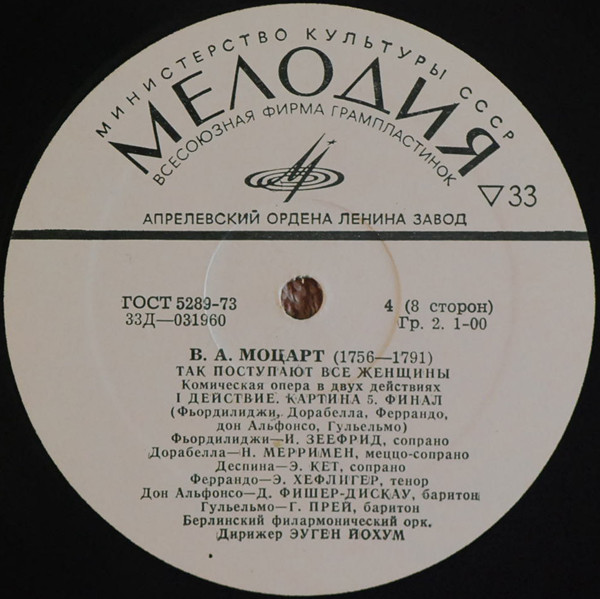 МИНИСТЕРСТВО КУЛЬТУРЫ СССР
МЕЛОДИЯ
ВСЕСОЮЗНАЯ ФИРМА ГРАМПЛАСТИНОК
▽33
АПРЕЛЕВСКИЙ ОРДЕНА ЛЕНИНА ЗАВОД
ГОСТ 5289-73
33Д—031960
4 (8 сторон)
Гр. 2. 1-00
В. А. МОЦАРТ (1756—1791)
ТАК ПОСТУПАЮТ ВСЕ ЖЕНЩИНЫ
Комическая опера в двух действиях
I ДЕЙСТВИЕ. КАРТИНА 5. ФИНАЛ
(Фьордилиджи, Дорабелла, Феррандо,
дон Альфонсо, Гульельмо)
Фьордилиджи—И. ЗЕЕФРИД, сопрано
Дорабелла—Н. МЕРРИМЕН, меццо-сопрано
Деспина—Э. КЕТ, сопрано
Феррандо—Э. ХЕФЛИГЕР, тенор
Дон Альфонсо—Д. ФИШЕР-ДИСКАУ, баритон
Гульельмо—Г. ПРЕЙ, баритон
Берлинский филармонический орк.
Дирижер ЭУГЕН ЙОХУМ